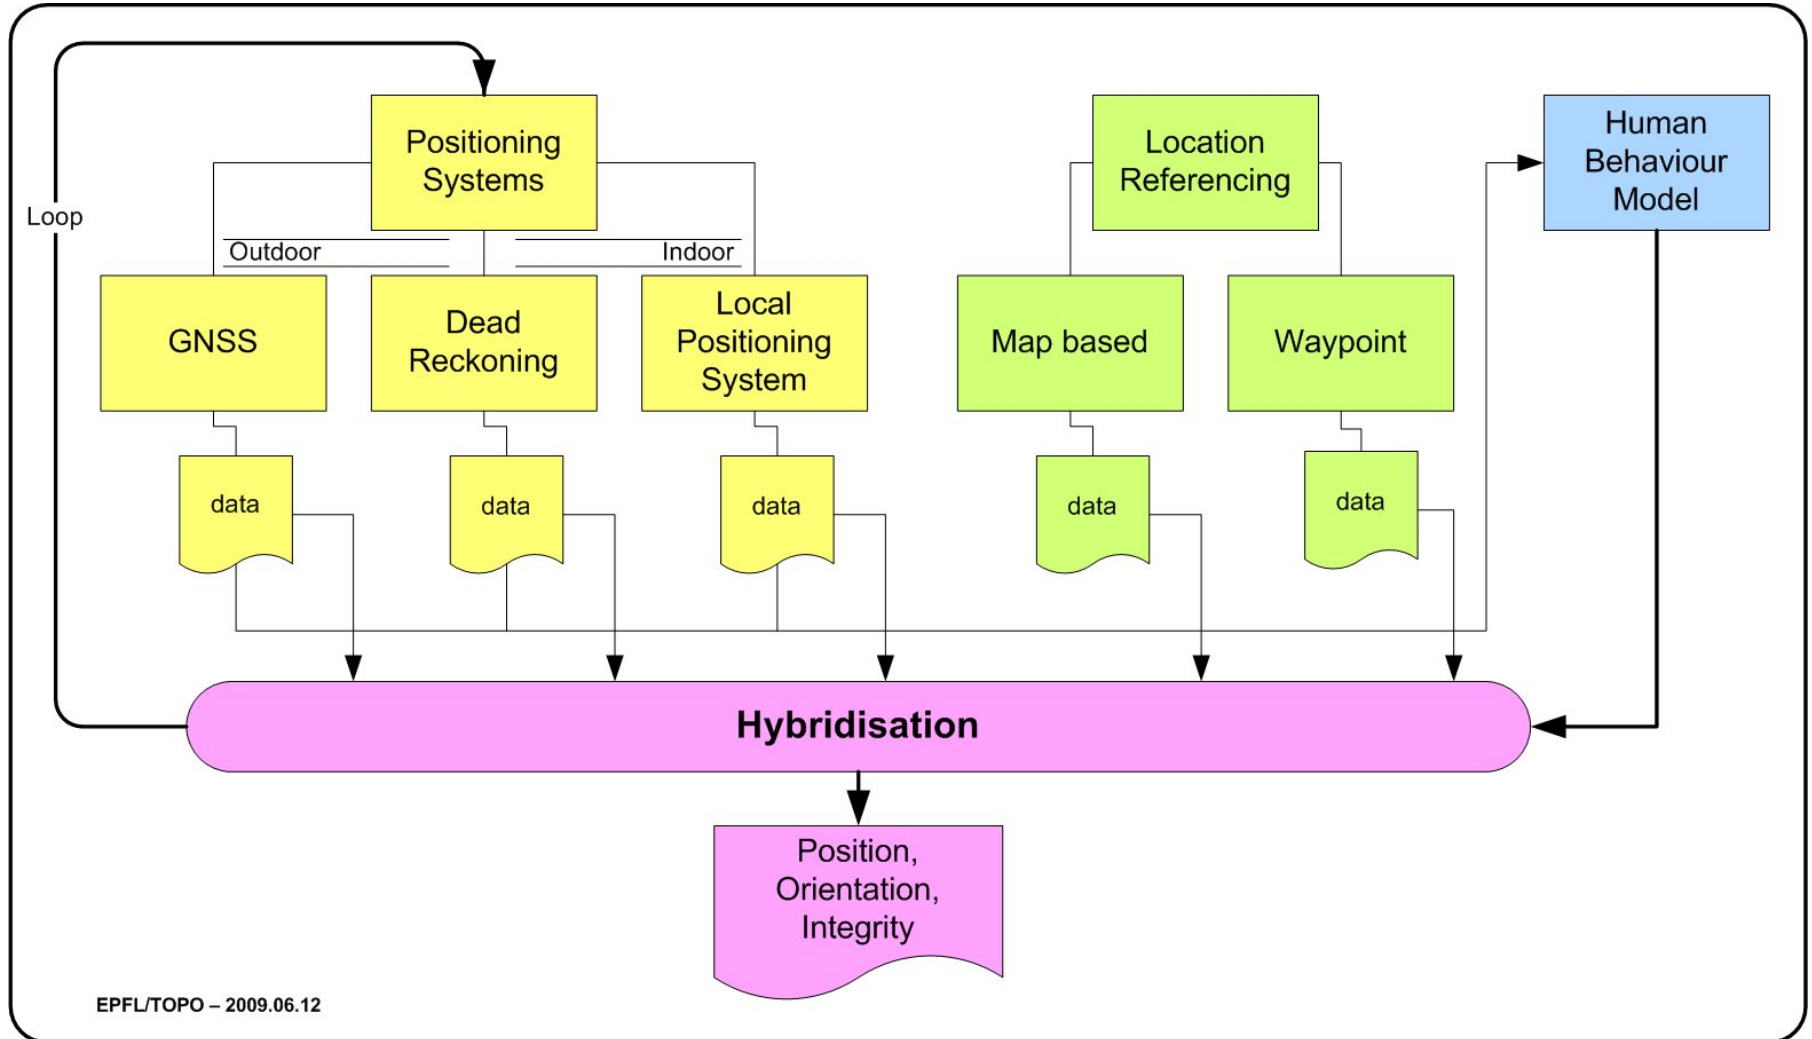 Positioning
Systems
Location
Referencing
Human
Behaviour
Model
Loop
Outdoor
Indoor
GNSS
Dead
Reckoning
Local
Positioning
System
Map based
Waypoint
data
data
data
data
data
Hybridisation
Position,
Orientation,
Integrity
EPFL/TOPO – 2009.06.12